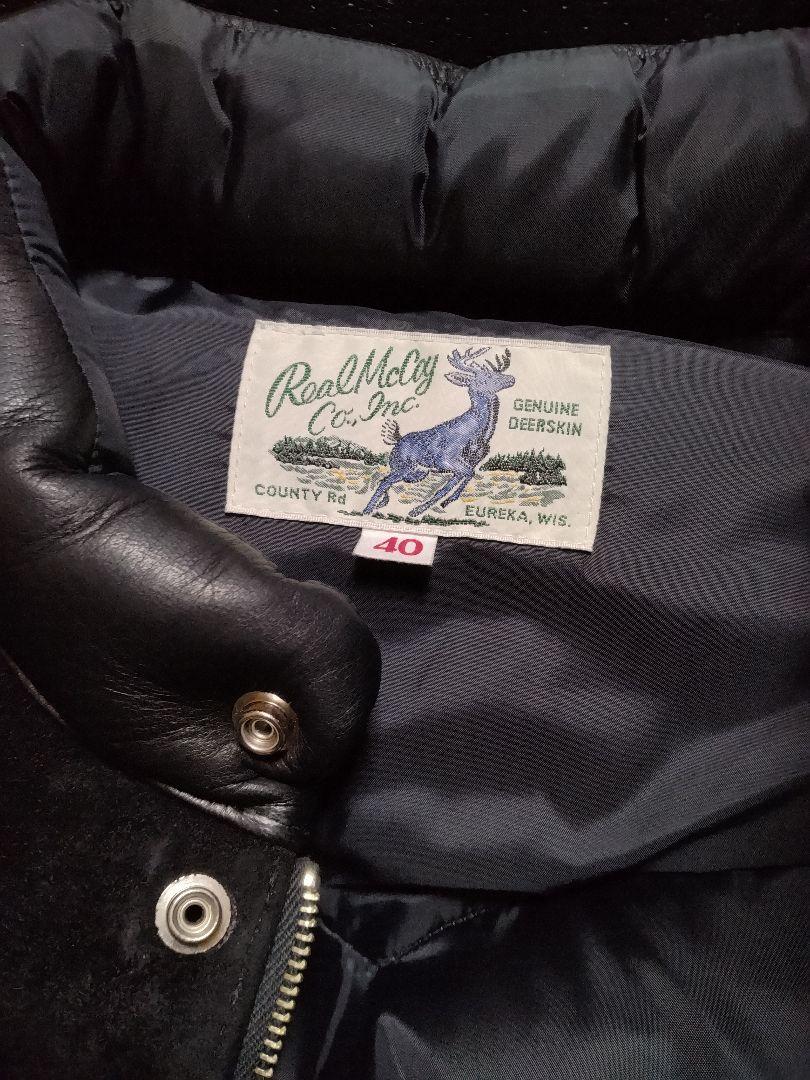 Real McCoy
Co., Inc.
GENUINE
DEERSKIN
COUNTY Rd
EUREKA, WIS.
40